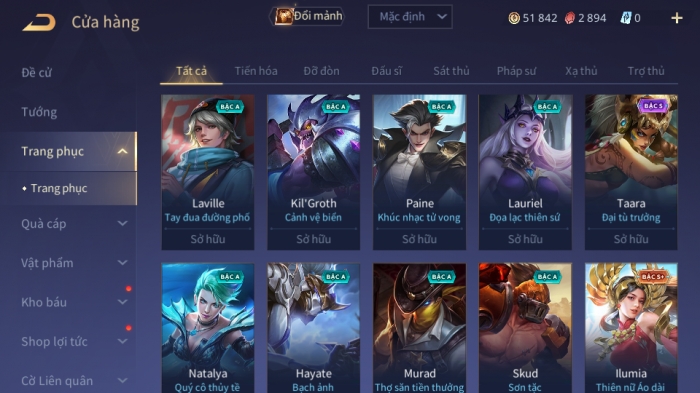 Cửa hàng
Đổi mảnh
Mặc định
51 842
2 894
0
Đề cử
Tướng
Trang phục
Trang phục
Quà cáp
Vật phẩm
Kho báu
Shop lợi tức
Cờ Liên quân
Tất cả
Tiến hóa
Đỡ đòn
Đấu sĩ
Sát thủ
Pháp sư
Xạ thủ
Trợ thủ
BẬC A
Laville
Tay đua đường phố
Sở hữu
BẬC A
Kil'Groth
Cảnh vệ biển
Sở hữu
BẬC A
Paine
Khúc nhạc tử vong
Sở hữu
BẬC A
Lauriel
Đọa lạc thiên sứ
Sở hữu
BẬC S
Taara
Đại tù trưởng
Sở hữu
BẬC A
Natalya
Quý cô thủy tề
BẬC A
Hayate
Bạch ảnh
BẬC A
Murad
Thợ săn tiền thưởng
BẬC A
Skud
Sơn tặc
BẬC S+
Ilumia
Thiên nữ Áo dài